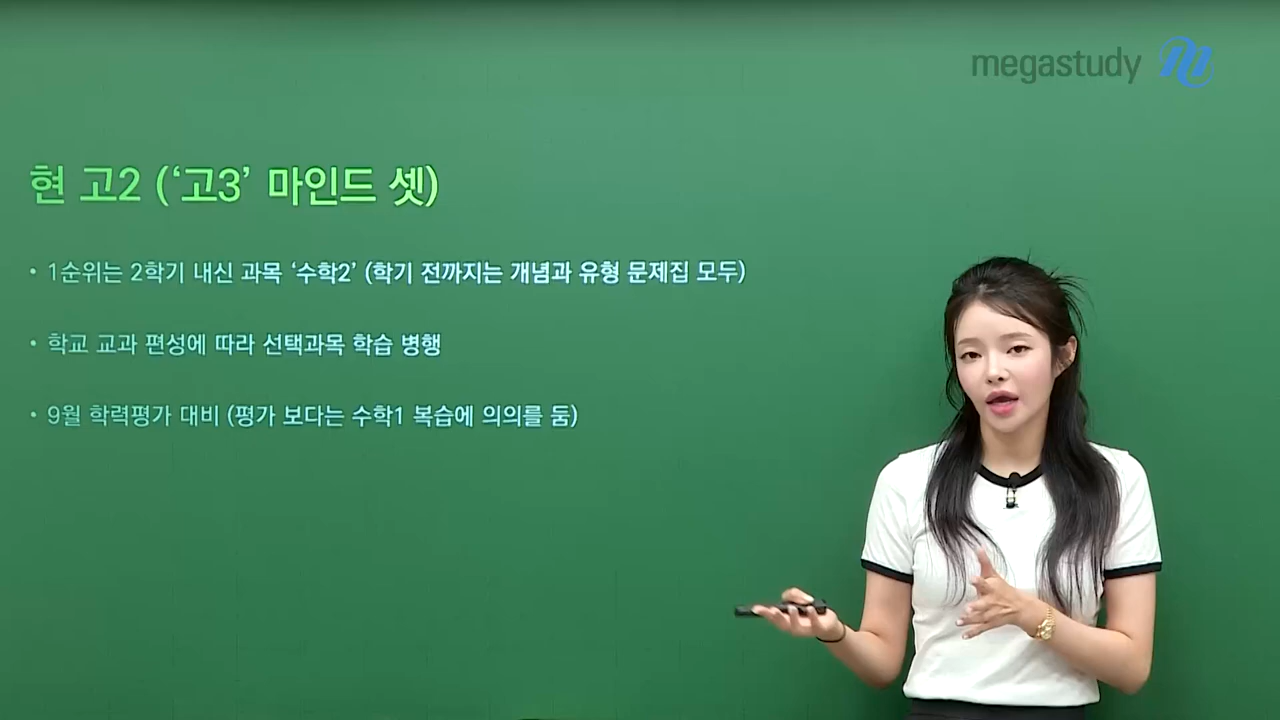 megastudy
현 고2 (‘고3’ 마인드 셋)
• 1순위는 2학기 내신 과목 ‘수학2’ (학기 전까지는 개념과 유형 문제집 모두)
• 학교 교과 편성에 따라 선택과목 학습 병행
• 9월 학력평가 대비 (평가 보다는 수학1 복습에 의의를 둠)